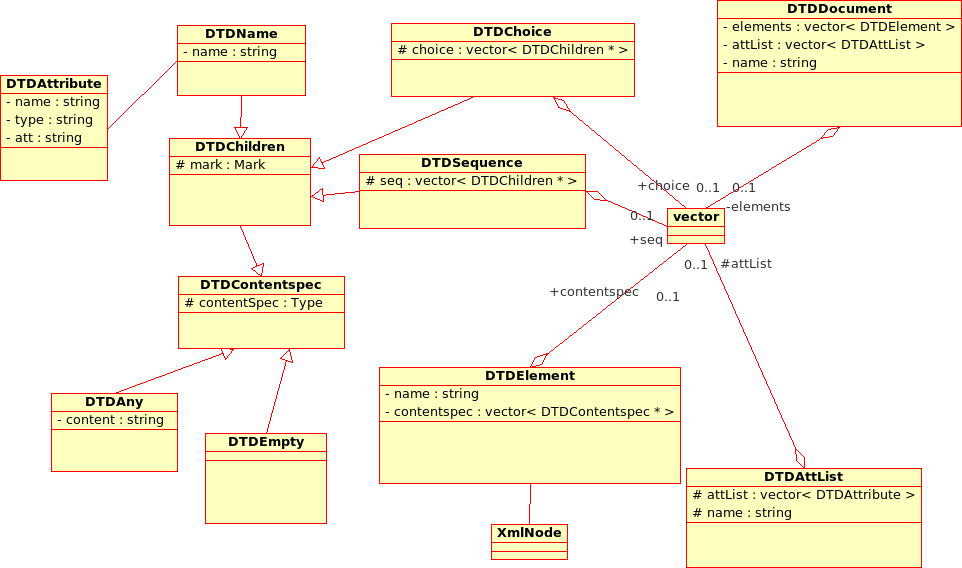 DTDDocument
- elements : vector< DTDElement >
- attList : vector< DTDAttList >
- name : string
DTDName
- name : string
DTDChoice
# choice : vector< DTDChildren * >
DTDAttribute
- name : string
- type : string
- att : string
DTDChildren
# mark : Mark
DTDSequence
# seq : vector< DTDChildren * >
+choice 0..1 0..1
-elements
0..1
vector
+seq
0..1 #attList
+contentspec 0..1
DTDContentspec
# contentSpec : Type
DTDElement
- name : string
- contentspec : vector< DTDContentspec * >
DTDAny
- content : string
DTDEmpty
DTDAttList
# attList : vector< DTDAttribute >
# name : string
XmlNode